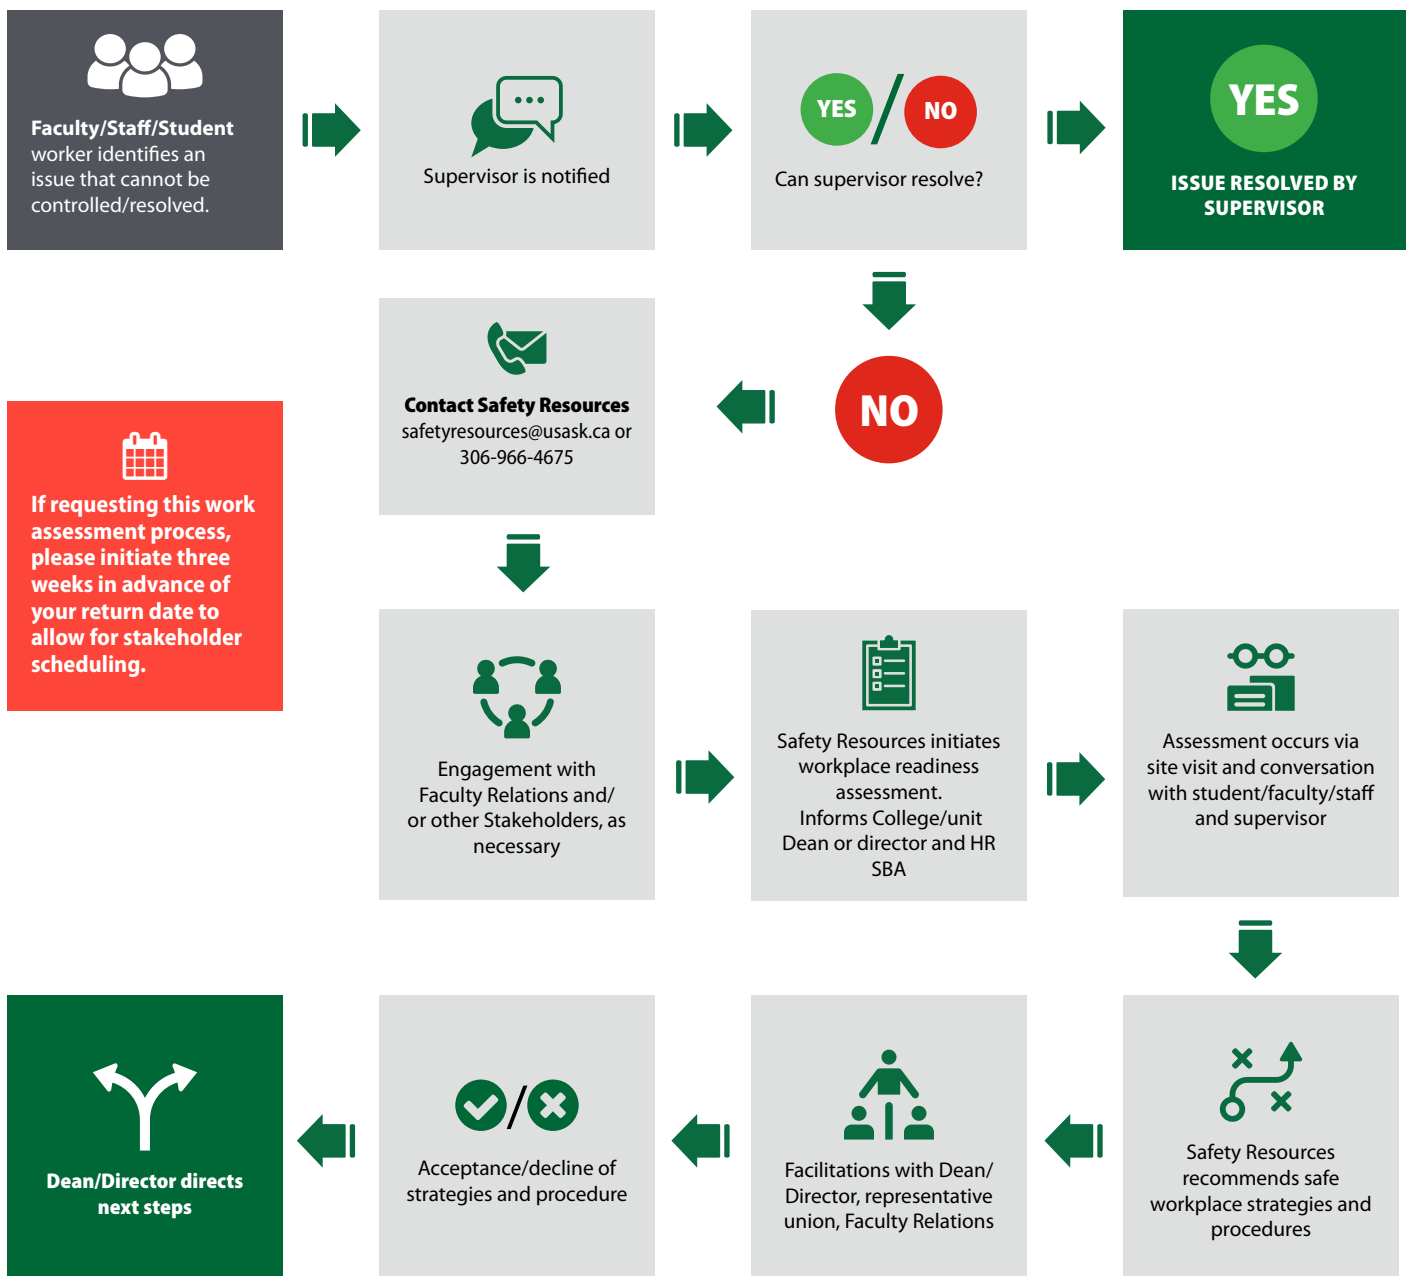 Faculty/Staff/Student
worker identifies an
issue that cannot be
controlled/resolved.
Supervisor is notified
YES
NO
Can supervisor resolve?
YES
ISSUE RESOLVED BY
SUPERVISOR
NO
Contact Safety Resources
safetyresources@usask.ca or
306-966-4675
If requesting this work
assessment process,
please initiate three
weeks in advance of
your return date to
allow for stakeholder
scheduling.
Engagement with
Faculty Relations and/
or other Stakeholders, as
necessary
Safety Resources initiates
workplace readiness
assessment.
Informs College/unit
Dean or director and HR
SBA
Assessment occurs via
site visit and conversation
with student/faculty/staff
and supervisor
Safety Resources
recommends safe
workplace strategies and
procedures
Facilitations with Dean/
Director, representative
union, Faculty Relations
Acceptance/decline of
strategies and procedure
Dean/Director directs
next steps